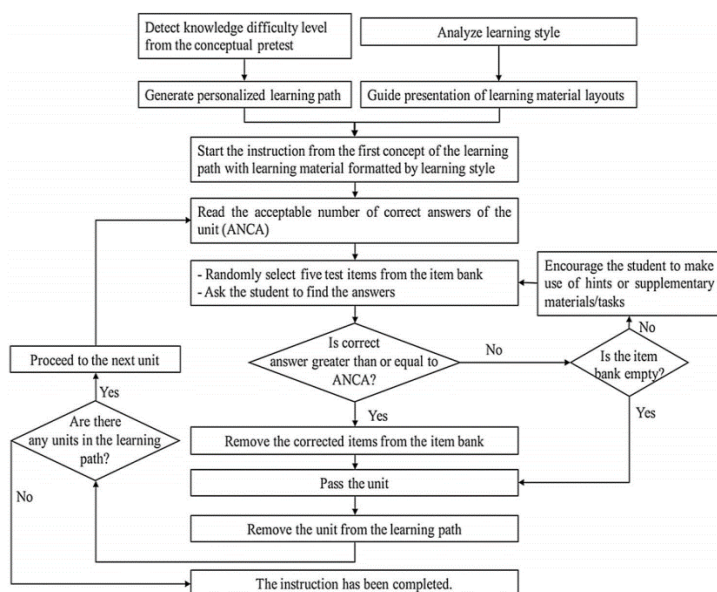 Detect knowledge difficulty level
from the conceptual pretest
Analyze learning style
Generate personalized learning path
Guide presentation of learning material layouts
Start the instruction from the first concept of the learning
path with learning material formatted by learning style
Read the acceptable number of correct answers of the
unit (ANCA)
- Randomly select five test items from the item bank
- Ask the student to find the answers
Encourage the student to make
use of hints or supplementary
materials/tasks
Is correct
answer greater than or equal to
ANCA?
No
Is the item
bank empty?
No
Yes
Yes
Proceed to the next unit
Yes
Are there
any units in the learning
path?
No
Remove the corrected items from the item bank
Pass the unit
Remove the unit from the learning path
The instruction has been completed.